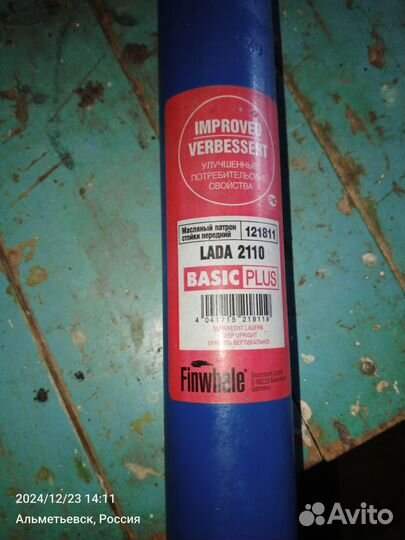 IMPROVED
VERBESSERT
УЛУЧШЕННЫЕ
ПОТРЕБИТЕЛЬСКИЕ
СВОЙСТВА
Масляный патрон
стойки передний
121811
LADA 2110
BASIC PLUS
4 041715 218119
SENKRECHT LAGERN
KEEP UPRIGHT
ХРАНИТЬ ВЕРТИКАЛЬНО
Finwhale
Germany
2024/12/23 14:11
Альметьевск, Россия
Avito